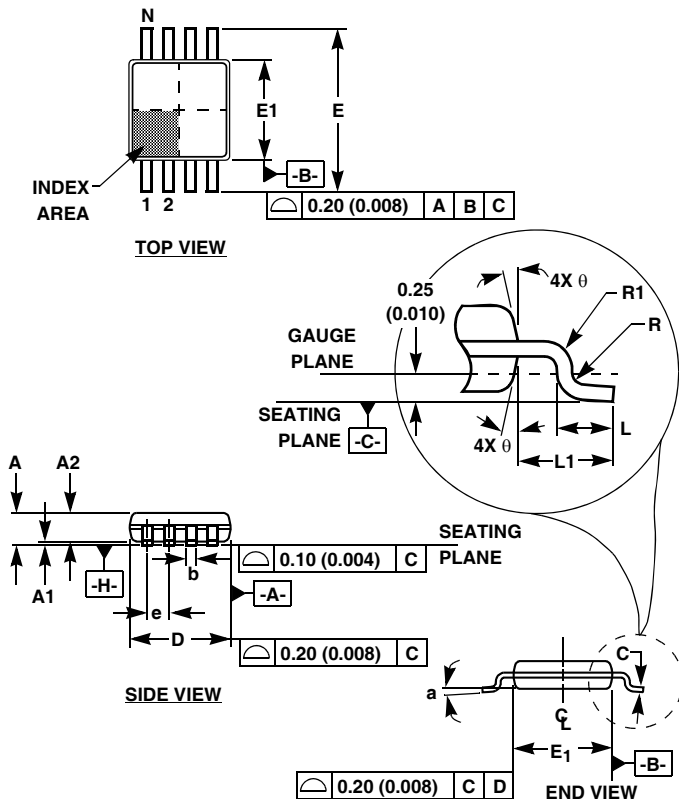 N
E1
E
-B-
INDEX
AREA
1 2
0.20 (0.008) A B C
TOP VIEW
0.25
(0.010)
4X θ
R1
R
GAUGE
PLANE
SEATING
PLANE
-C-
4X θ
L
L1
A
A2
SEATING
PLANE
A1
-H-
b
0.10 (0.004) C
e
-A-
D
0.20 (0.008) C
SIDE VIEW
C
a
CL
E1
-B-
0.20 (0.008) C D
END VIEW